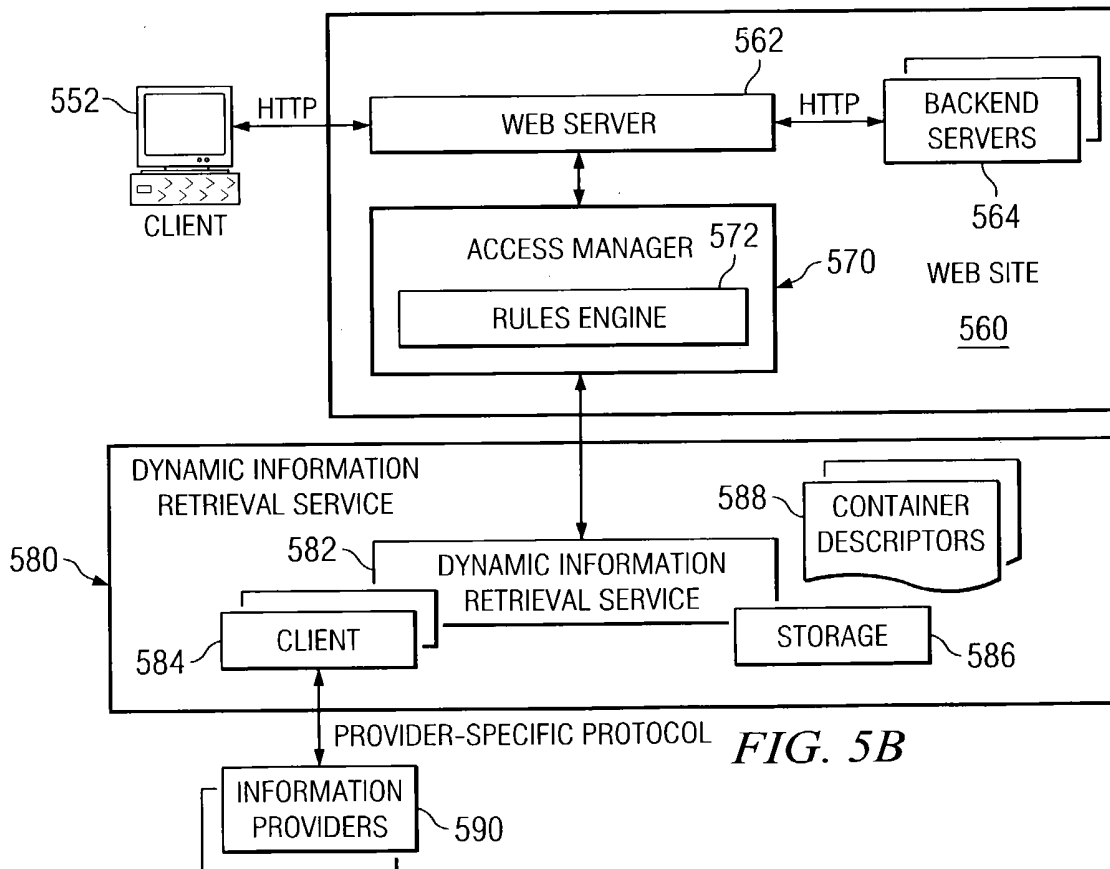 562
552
HTTP
WEB SERVER
HTTP
BACKEND
SERVERS
CLIENT
564
ACCESS MANAGER
572
570
WEB SITE
RULES ENGINE
560
DYNAMIC INFORMATION
RETRIEVAL SERVICE
588
CONTAINER
DESCRIPTORS
580
582
DYNAMIC INFORMATION
RETRIEVAL SERVICE
584
CLIENT
STORAGE
586
PROVIDER-SPECIFIC PROTOCOL
FIG. 5B
INFORMATION
PROVIDERS
590